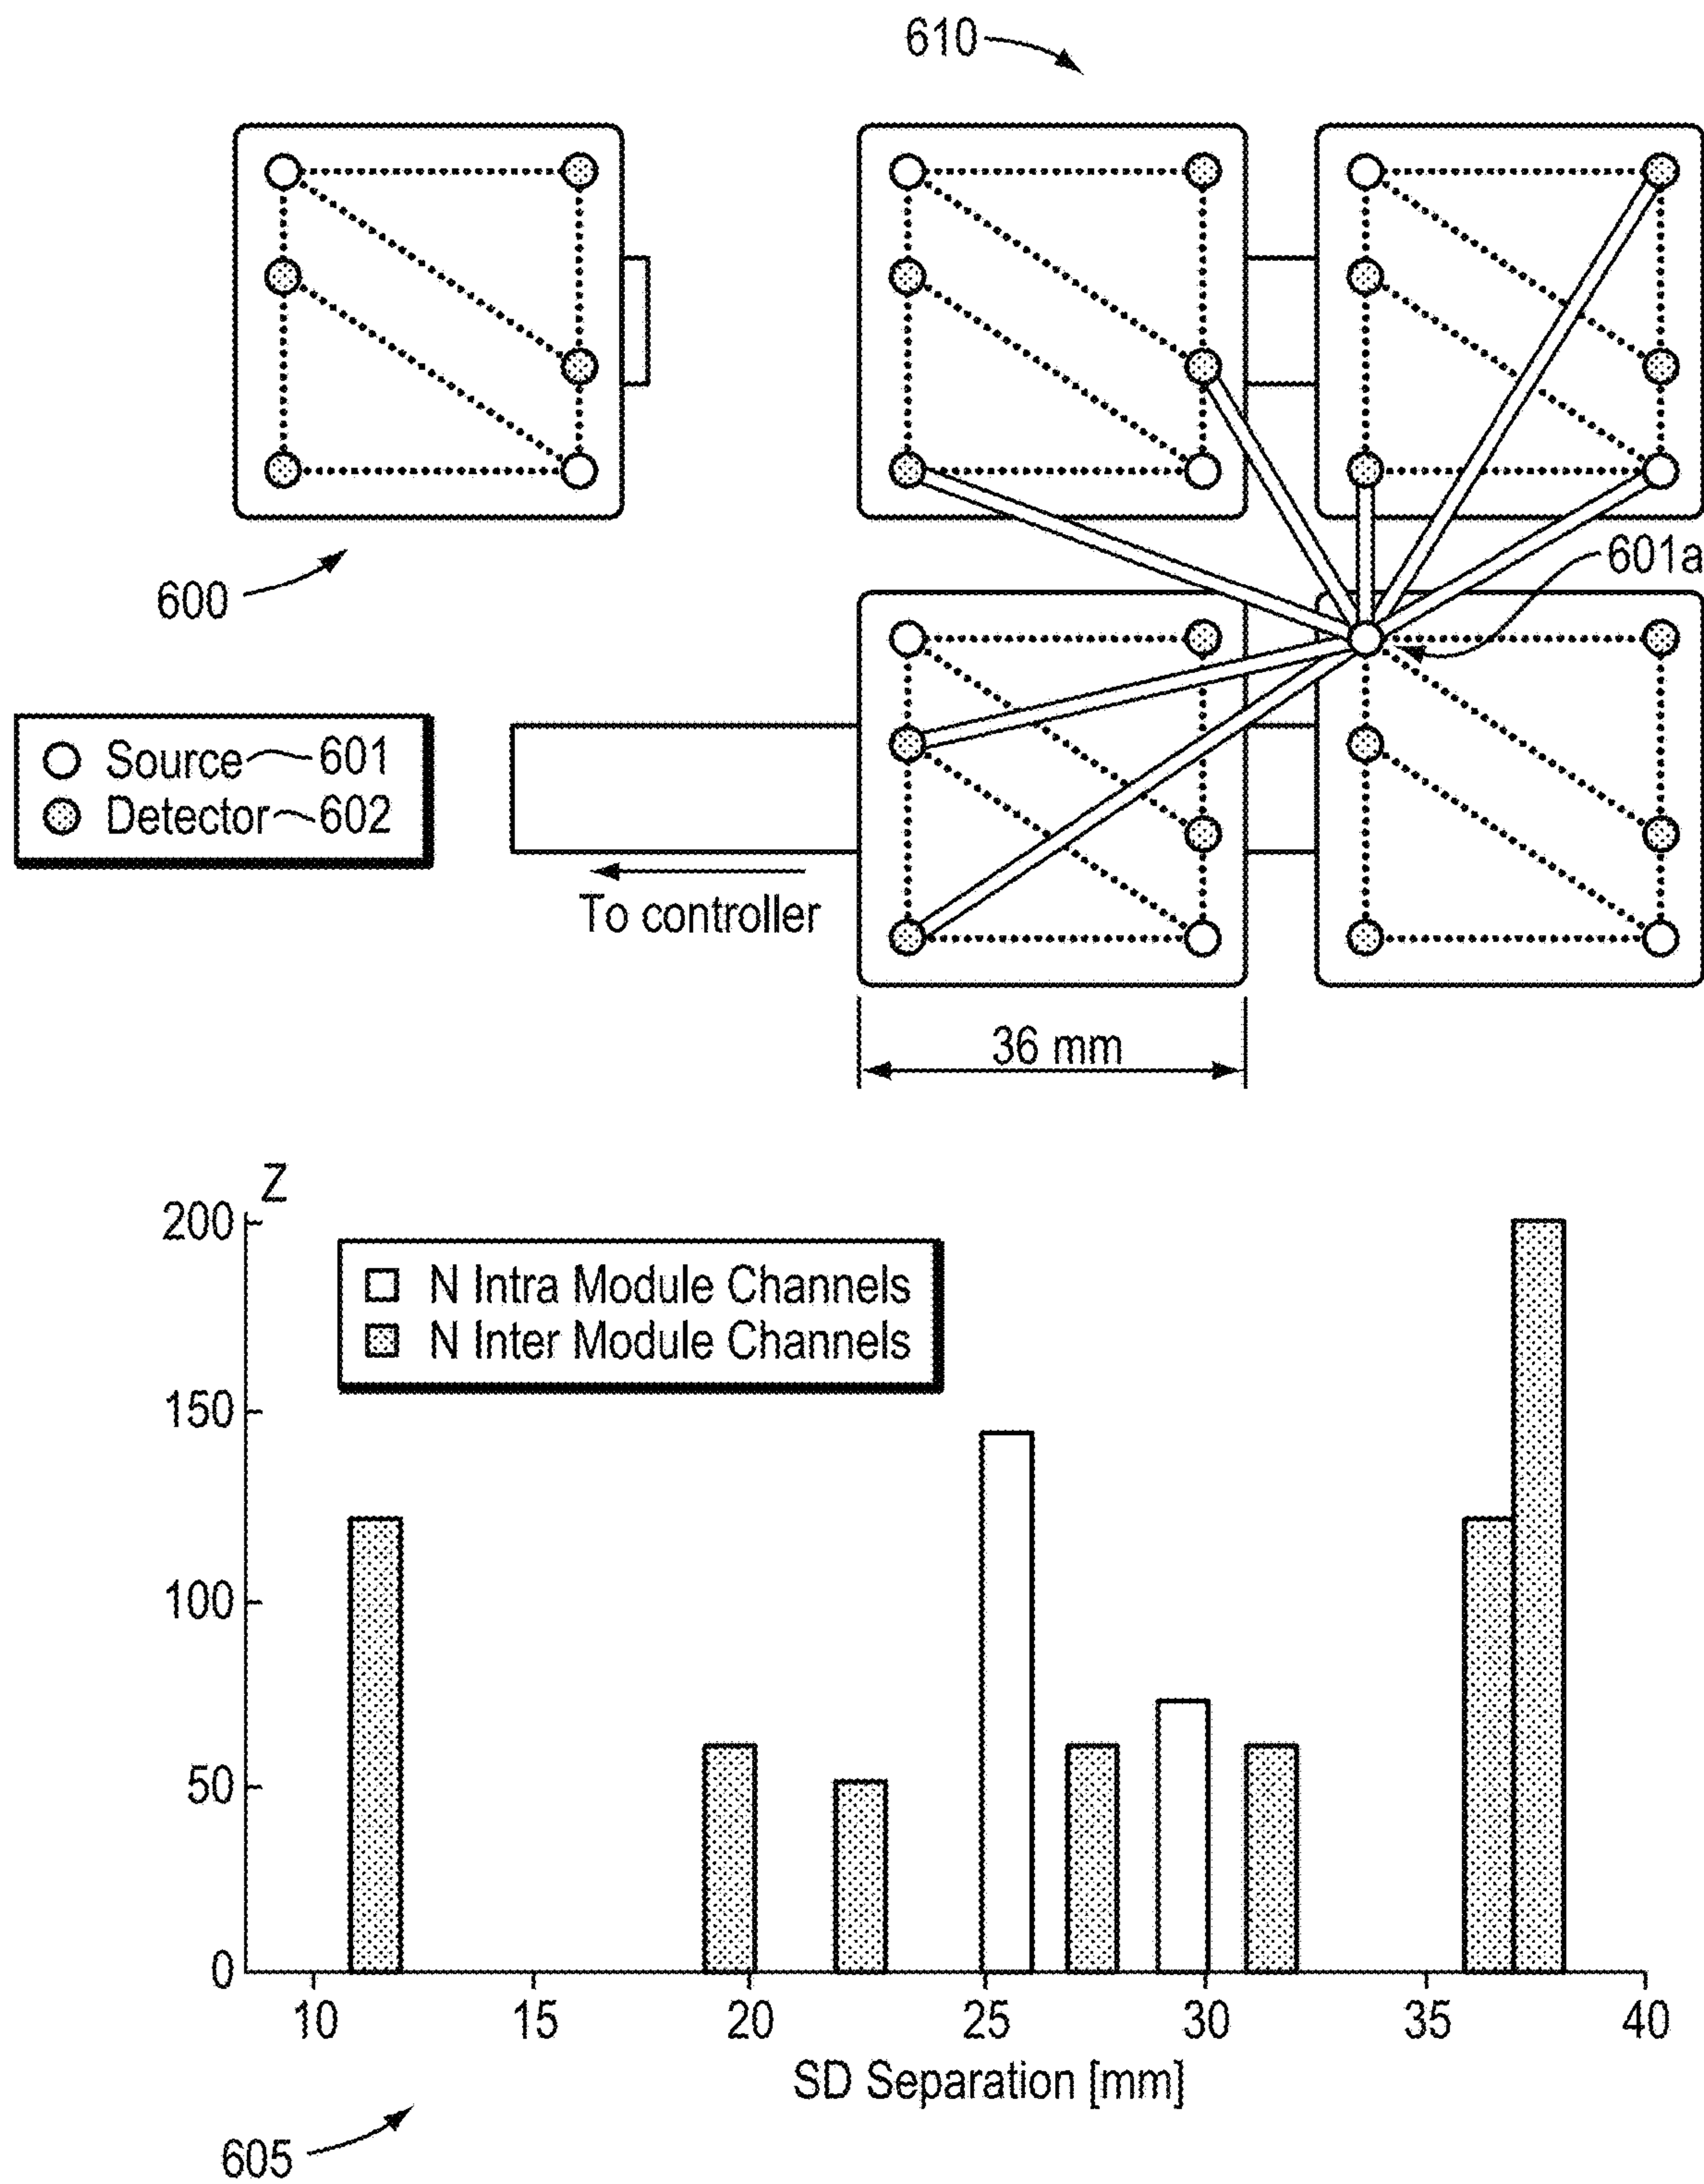 610
600
601a
Source 601
Detector 602
To controller
36 mm
Z
200
N Intra Module Channels
N Inter Module Channels
150
100
50
0
10 15 20 25 30 35 40
SD Separation [mm]
605